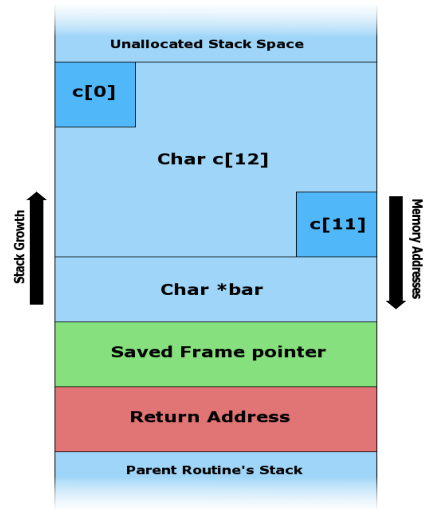 Unallocated Stack Space
c[0]
Char c[12]
c[11]
Stack Growth
Memory Addresses
Char *bar
Saved Frame pointer
Return Address
Parent Routine's Stack